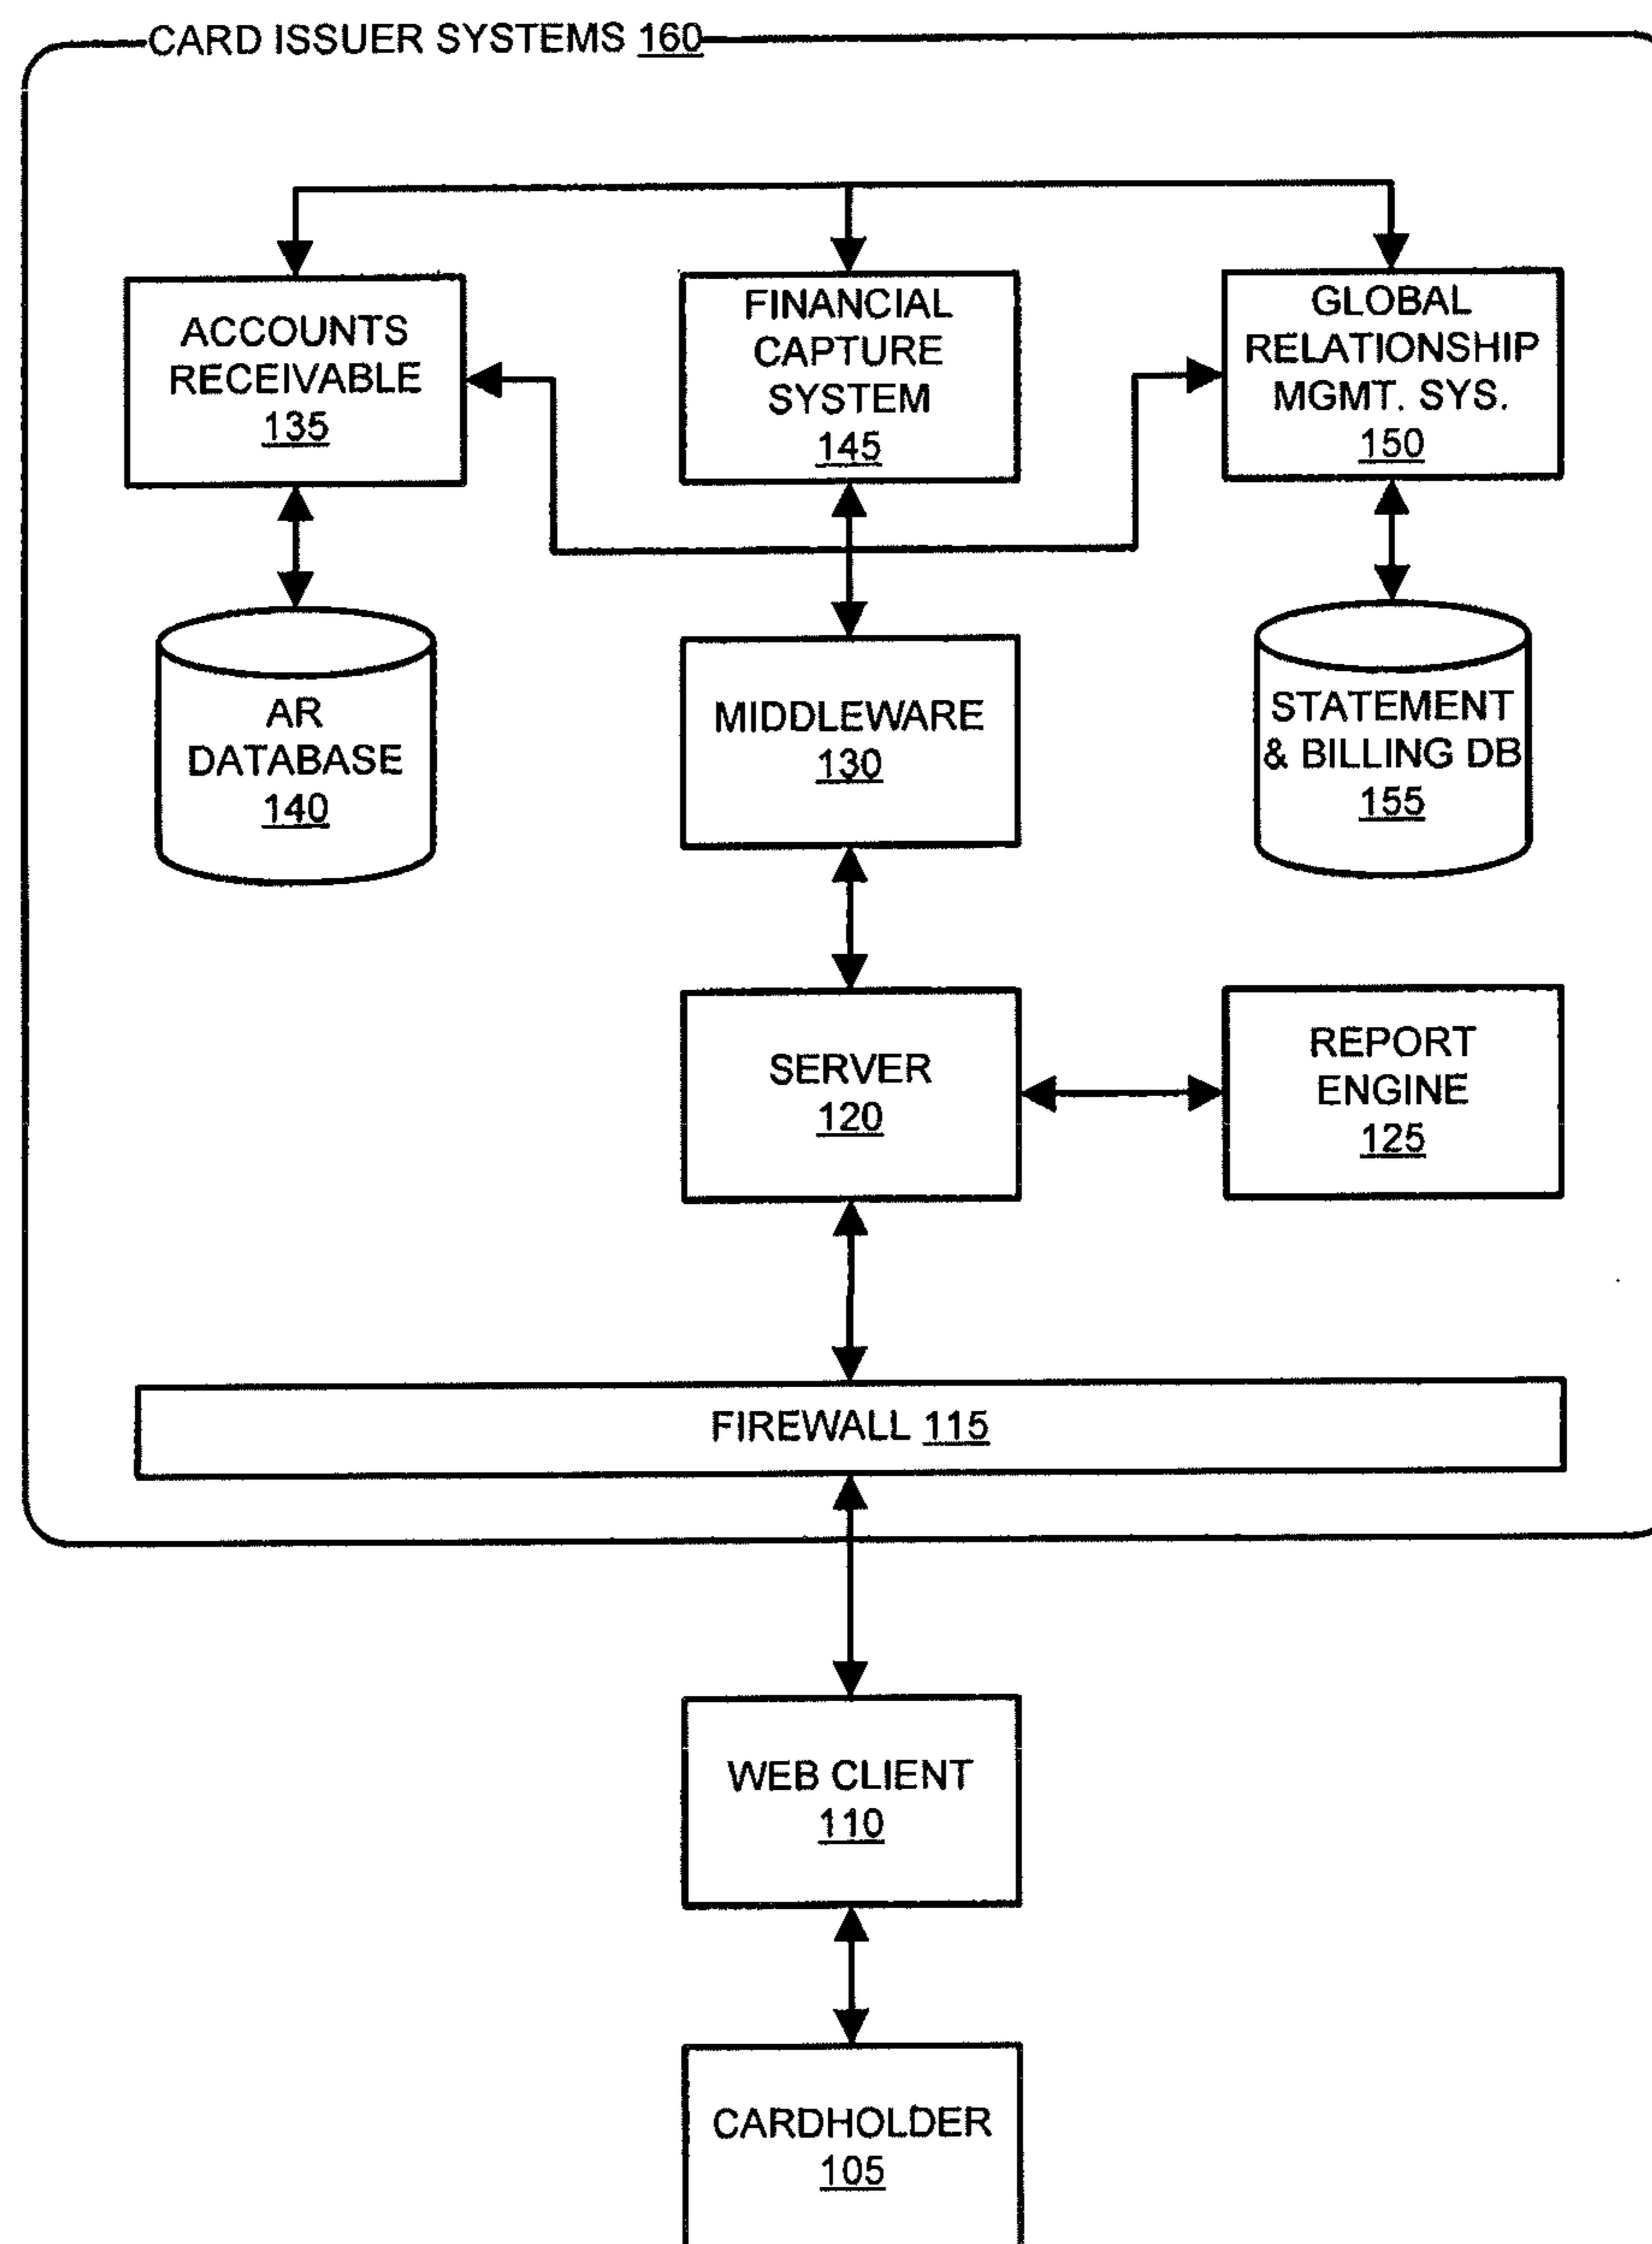 CARD ISSUER SYSTEMS 160
ACCOUNTS
RECEIVABLE
135
FINANCIAL
CAPTURE
SYSTEM
145
GLOBAL
RELATIONSHIP
MGMT. SYS.
150
AR
DATABASE
140
MIDDLEWARE
130
STATEMENT
& BILLING DB
155
SERVER
120
REPORT
ENGINE
125
FIREWALL 115
WEB CLIENT
110
CARDHOLDER
105